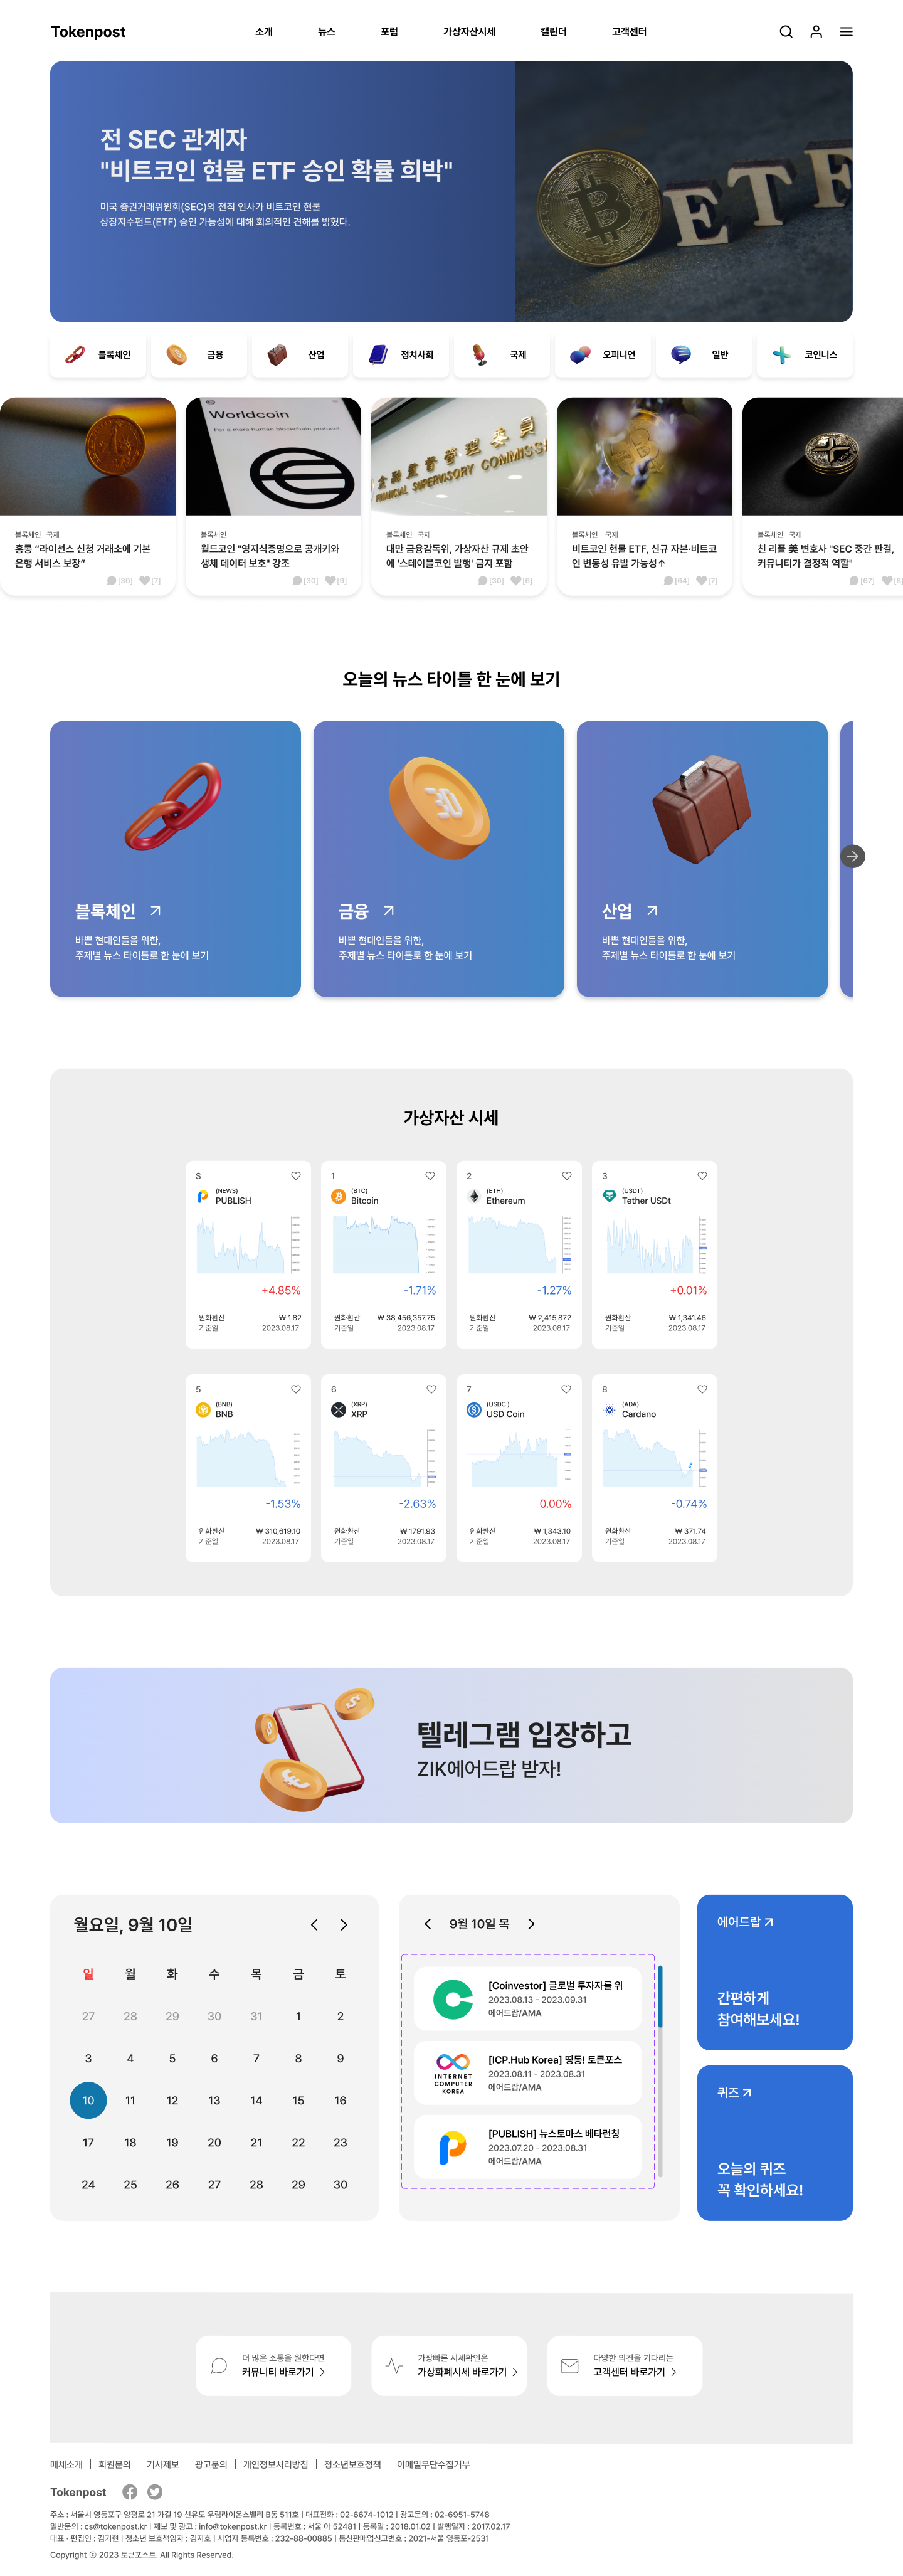 Tokenpost
소개
뉴스
포럼
가상자산시세
캘린더
고객센터
전 SEC 관계자
"비트코인 현물 ETF 승인 확률 희박"
미국 증권거래위원회(SEC)의 전직 인사가 비트코인 현물
상장지수펀드(ETF) 승인 가능성에 대해 회의적인 견해를 밝혔다.
ETF
블록체인
금융
산업
정치사회
국제
오피니언
일반
코인니스
Worldcoin
For a more human blockchain protocol.
金融監督管理委員
FINANCIAL SUPERVISORY COMMISS
블록체인 국제
홍콩 “라이선스 신청 거래소에 기본
은행 서비스 보장”
[30] [7]
블록체인
월드코인 "영지식증명으로 공개키와
생체 데이터 보호" 강조
[30] [9]
블록체인 국제
대만 금융감독위, 가상자산 규제 초안
에 '스테이블코인 발행' 금지 포함
[30] [6]
블록체인 국제
비트코인 현물 ETF, 신규 자본·비트코
인 변동성 유발 가능성↑
[64] [7]
블록체인 국제
친 리플 美 변호사 "SEC 중간 판결,
커뮤니티가 결정적 역할"
[67] [8]
오늘의 뉴스 타이틀 한 눈에 보기
블록체인
바쁜 현대인들을 위한,
주제별 뉴스 타이틀로 한 눈에 보기
금융
바쁜 현대인들을 위한,
주제별 뉴스 타이틀로 한 눈에 보기
산업
바쁜 현대인들을 위한,
주제별 뉴스 타이틀로 한 눈에 보기
가상자산 시세
S
(NEWS)
PUBLISH
+4.85%
원화환산 ₩ 1.82
기준일 2023.08.17
1
(BTC)
Bitcoin
-1.71%
원화환산 ₩ 38,456,357.75
기준일 2023.08.17
2
(ETH)
Ethereum
-1.27%
원화환산 ₩ 2,415,872
기준일 2023.08.17
3
(USDT)
Tether USDt
+0.01%
원화환산 ₩ 1,341.46
기준일 2023.08.17
5
(BNB)
BNB
-1.53%
원화환산 ₩ 310,619.10
기준일 2023.08.17
6
(XRP)
XRP
-2.63%
원화환산 ₩ 1791.93
기준일 2023.08.17
7
(USDC )
USD Coin
0.00%
원화환산 ₩ 1,343.10
기준일 2023.08.17
8
(ADA)
Cardano
-0.74%
원화환산 ₩ 371.74
기준일 2023.08.17
텔레그램 입장하고
ZIK에어드랍 받자!
월요일, 9월 10일
일 월 화 수 목 금 토
27 28 29 30 31 1 2
3 4 5 6 7 8 9
10 11 12 13 14 15 16
17 18 19 20 21 22 23
24 25 26 27 28 29 30
9월 10일 목
[Coinvestor] 글로벌 투자자를 위
2023.08.13 - 2023.09.31
에어드랍/AMA
INTERNET
COMPUTER
KOREA
[ICP.Hub Korea] 띵동! 토큰포스
2023.08.11 - 2023.08.31
에어드랍/AMA
[PUBLISH] 뉴스토마스 베타런칭
2023.07.20 - 2023.08.31
에어드랍/AMA
에어드랍
간편하게
참여해보세요!
퀴즈
오늘의 퀴즈
꼭 확인하세요!
더 많은 소통을 원한다면
커뮤니티 바로가기
가장빠른 시세확인은
가상화폐시세 바로가기
다양한 의견을 기다리는
고객센터 바로가기
매체소개 | 회원문의 | 기사제보 | 광고문의 | 개인정보처리방침 | 청소년보호정책 | 이메일무단수집거부
Tokenpost
주소 : 서울시 영등포구 양평로 21 가길 19 선유도 우림라이온스밸리 B동 511호 | 대표전화 : 02-6674-1012 | 광고문의 : 02-6951-5748
일반문의 : cs@tokenpost.kr | 제보 및 광고 : info@tokenpost.kr | 등록번호 : 서울 아 52481 | 등록일 : 2018.01.02 | 발행일자 : 2017.02.17
대표 · 편집인 : 김기현 | 청소년 보호책임자 : 김지호 | 사업자 등록번호 : 232-88-00885 | 통신판매업신고번호 : 2021-서울 영등포-2531
Copyright ⓒ 2023 토큰포스트. All Rights Reserved.